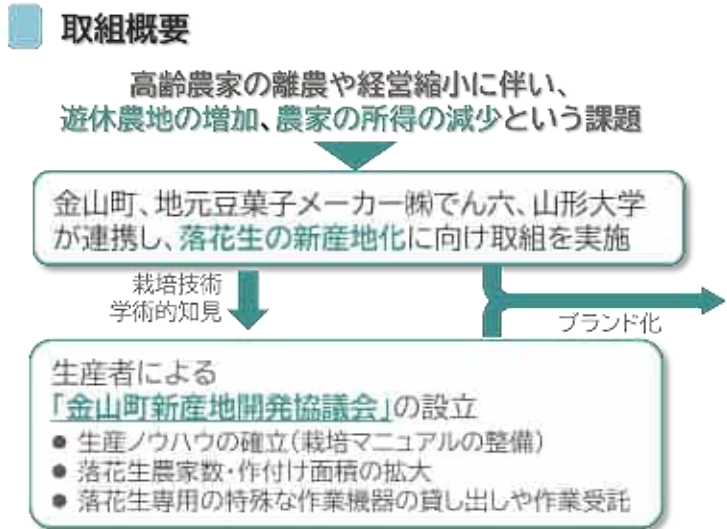 取組概要
高齢農家の離農や経営縮小に伴い、
遊休農地の増加、農家の所得の減少という課題
金山町、地元豆菓子メーカー㈱でん六、山形大学
が連携し、落花生の新産地化に向け取組を実施
栽培技術
学術的知見
ブランド化
生産者による
「金山町新産地開発協議会」の設立
● 生産ノウハウの確立(栽培マニュアルの整備)
● 落花生農家数・作付け面積の拡大
● 落花生専用の特殊な作業機器の貸し出しや作業受託